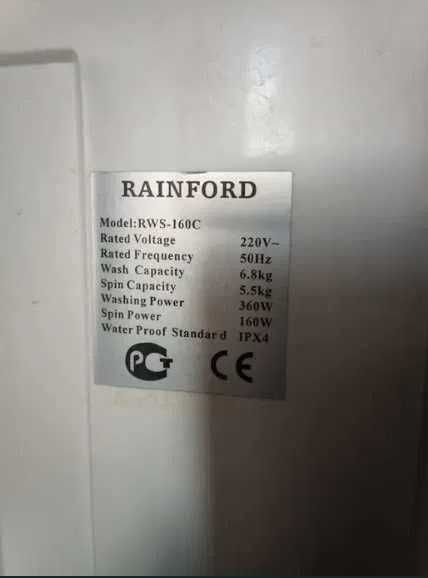 RAINFORD
Model:RWS-160C
Rated Voltage 220V~
Rated Frequency 50Hz
Wash Capacity 6.8kg
Spin Capacity 5.5kg
Washing Power 360W
Spin Power 160W
Water Proof Standard IPX4
РСТ CE